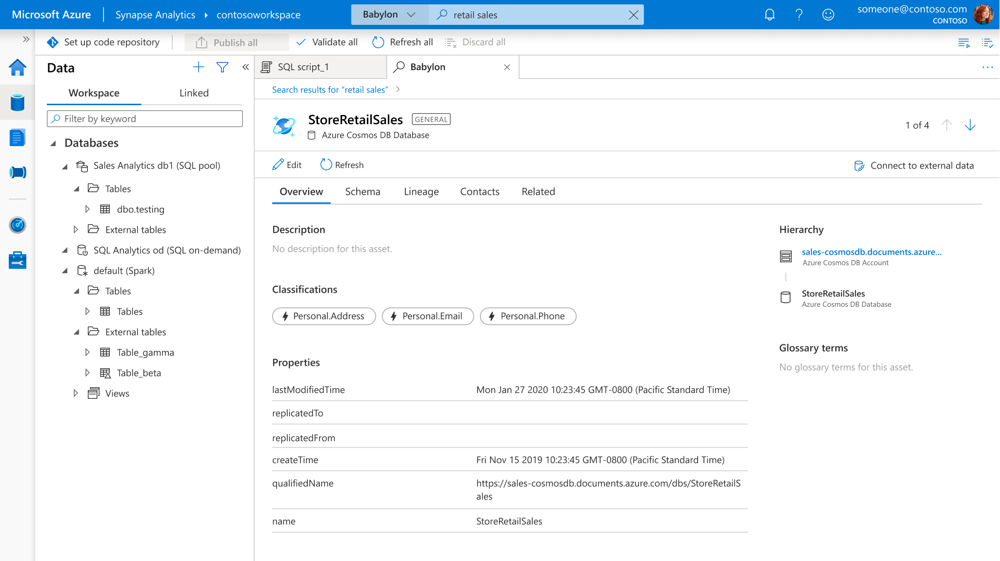 Microsoft Azure
Synapse Analytics
contosoworkspace
Babylon
retail sales
someone@contoso.com
CONTOSO
Set up code repository
Publish all
Validate all
Refresh all
Discard all
Data
Workspace
Linked
Filter by keyword
Databases
Sales Analytics db1 (SQL pool)
Tables
dbo.testing
External tables
SQL Analytics od (SQL on-demand)
default (Spark)
Tables
Tables
External tables
Table_gamma
Table_beta
Views
SQL script_1
Babylon
Search results for “retail sales”
StoreRetailSales
GENERAL
Azure Cosmos DB Database
1 of 4
Edit
Refresh
Connect to external data
Overview
Schema
Lineage
Contacts
Related
Description
No description for this asset.
Classifications
Personal.Address
Personal.Email
Personal.Phone
Properties
lastModifiedTime
Mon Jan 27 2020 10:23:45 GMT-0800 (Pacific Standard Time)
replicatedTo
replicatedFrom
createTime
Fri Nov 15 2019 10:23:45 GMT-0800 (Pacific Standard Time)
qualifiedName
https://sales-cosmosdb.documents.azure.com/dbs/StoreRetailS
ales
name
StoreRetailSales
Hierarchy
sales-cosmosdb.documents.azure...
Azure Cosmos DB Account
StoreRetailSales
Azure Cosmos DB Database
Glossary terms
No glossary terms for this asset.